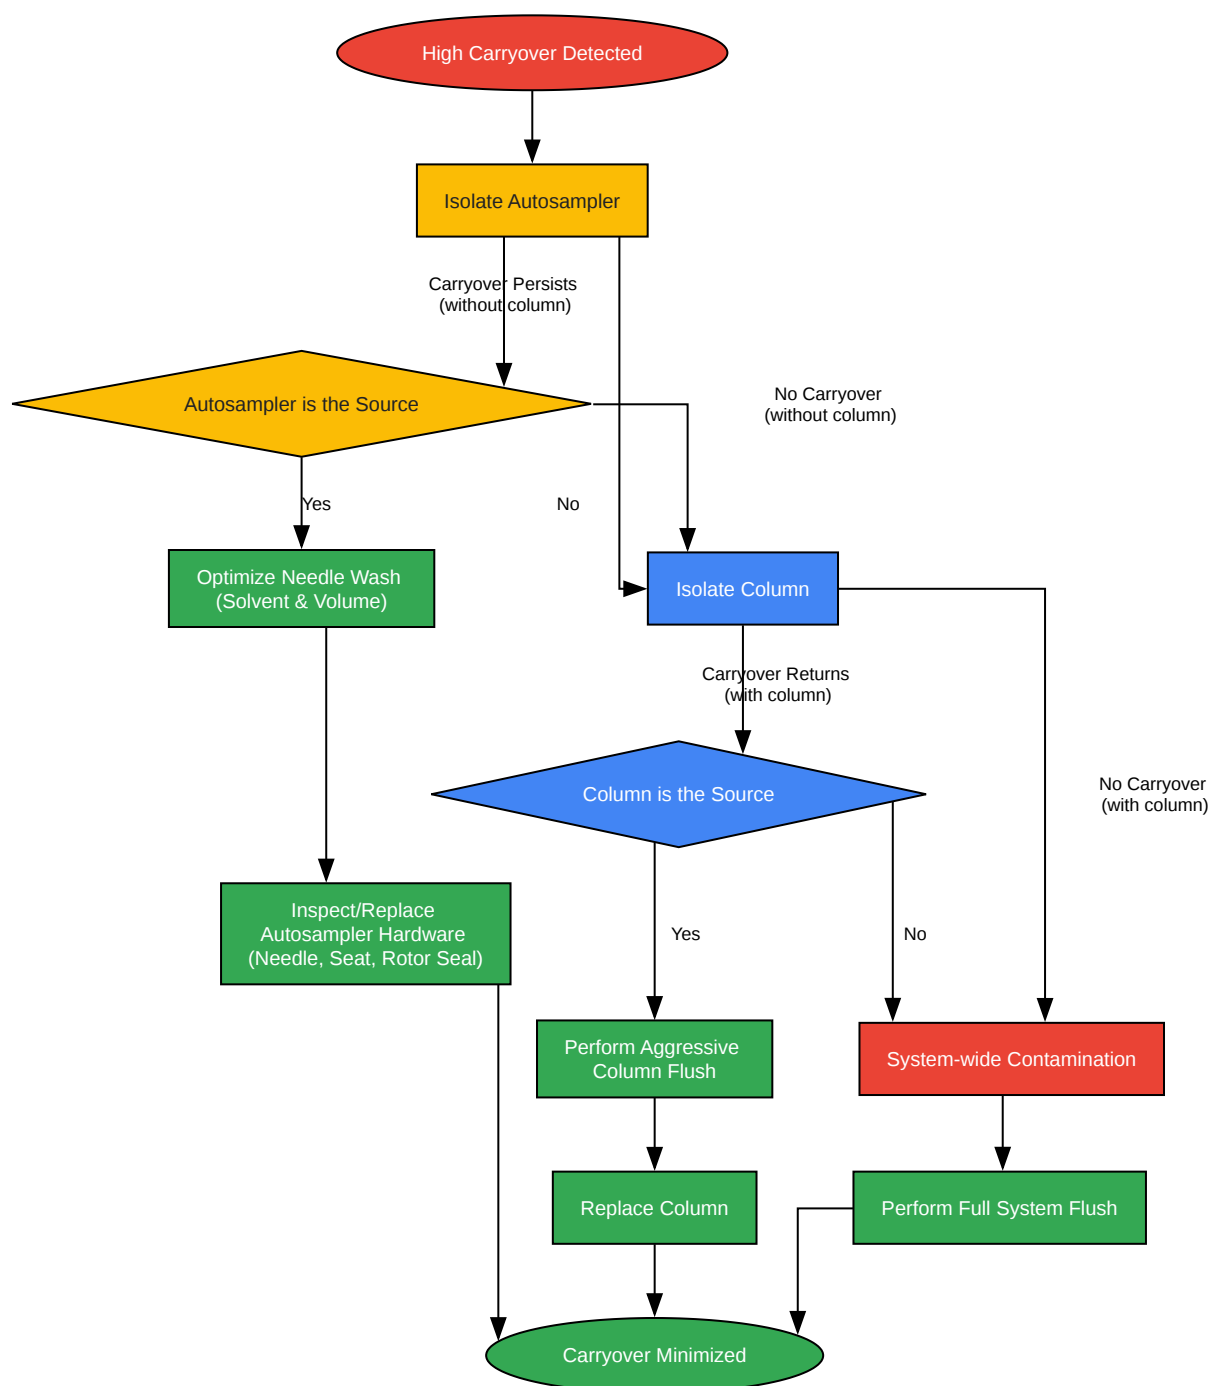 High Carryover Detected
Isolate Autosampler
Carryover Persists
(without column)
Autosampler is the Source
No Carryover
(without column)
Yes
No
Optimize Needle Wash
(Solvent & Volume)
Isolate Column
Carryover Returns
(with column)
Column is the Source
No Carryover
(with column)
Inspect/Replace
Autosampler Hardware
(Needle, Seat, Rotor Seal)
Yes
No
Perform Aggressive
Column Flush
System-wide Contamination
Replace Column
Perform Full System Flush
Carryover Minimized